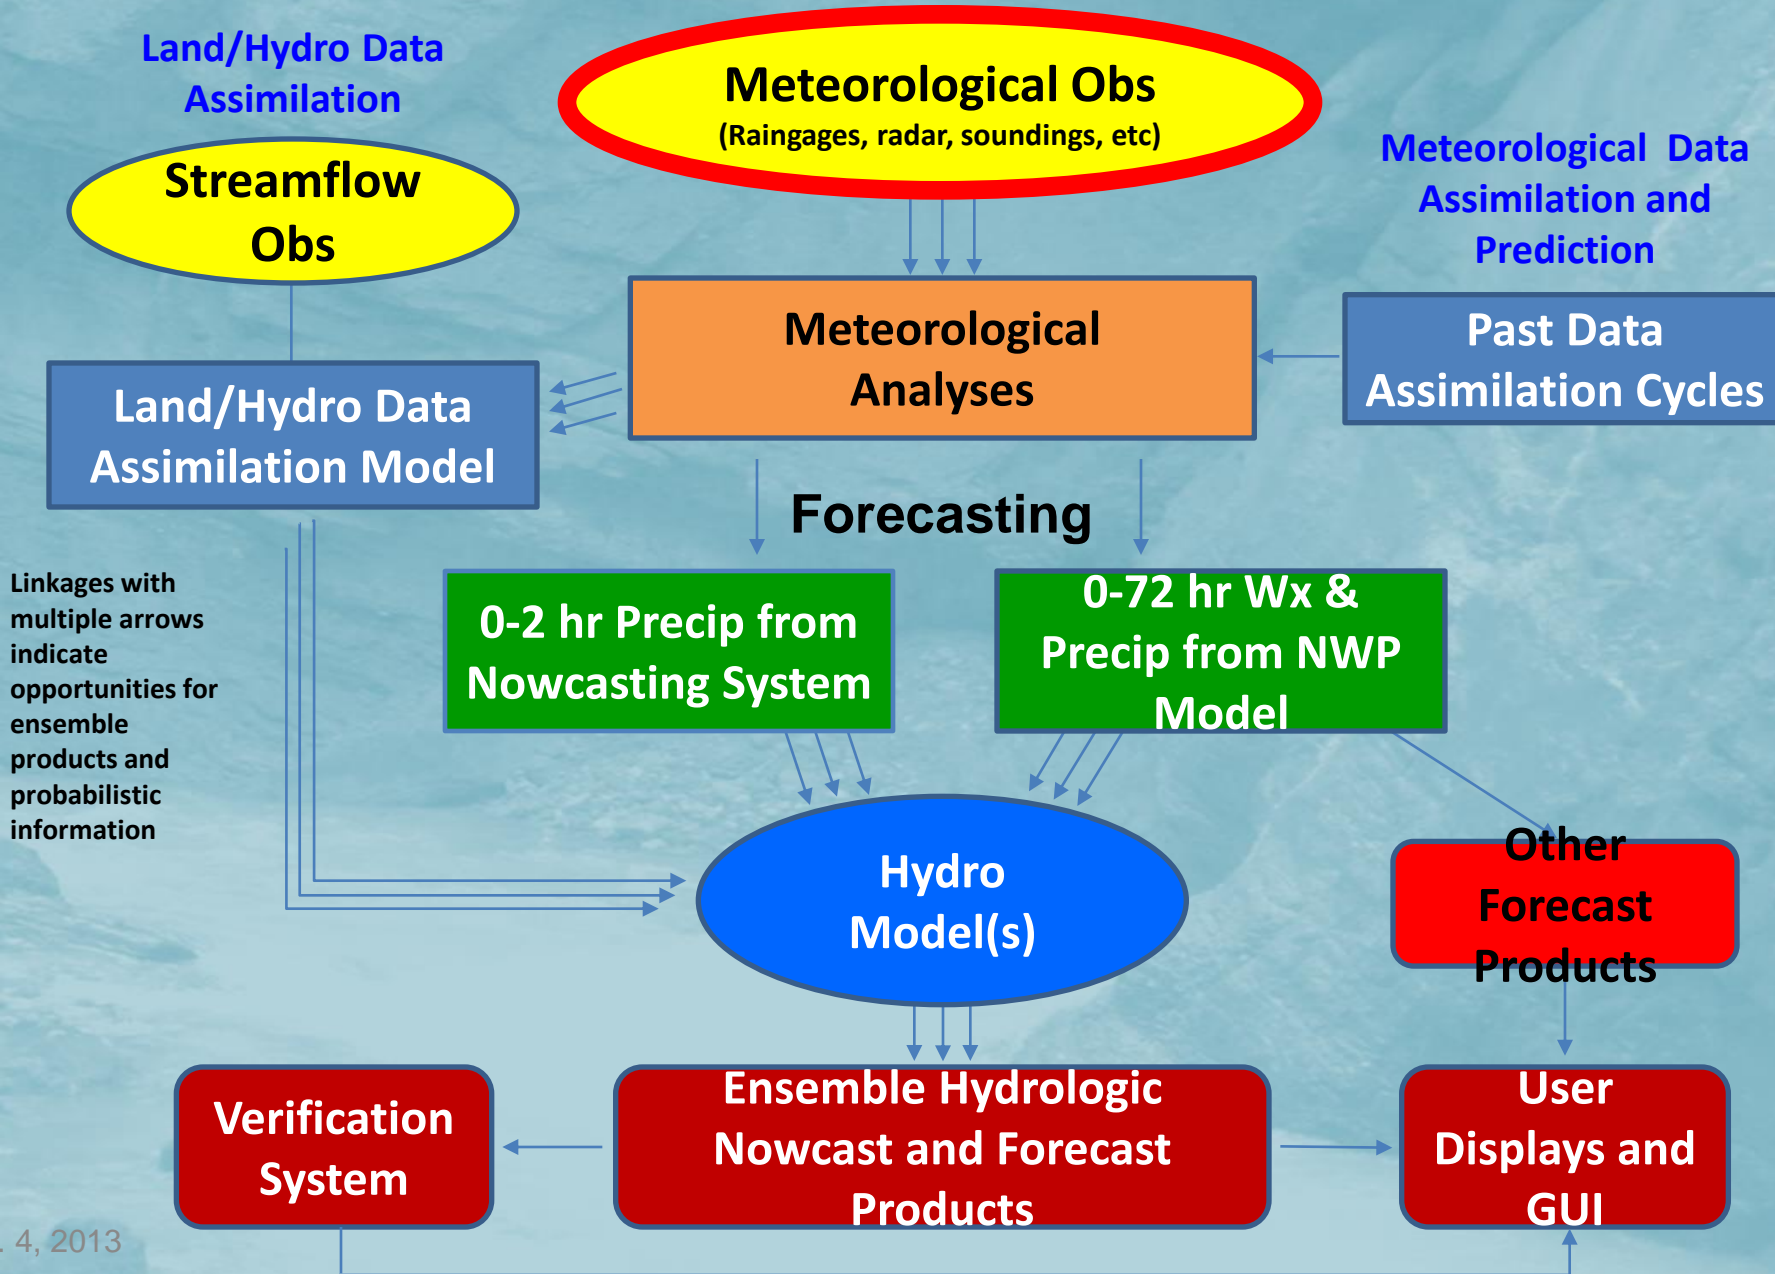 Land/Hydro Data
Assimilation
Meteorological Obs
(Raingages, radar, soundings, etc)
Meteorological Data
Assimilation and
Prediction
Streamflow
Obs
Meteorological
Analyses
Past Data
Assimilation Cycles
Land/Hydro Data
Assimilation Model
Forecasting
Linkages with
multiple arrows
indicate
opportunities for
ensemble
products and
probabilistic
information
0-2 hr Precip from
Nowcasting System
0-72 hr Wx &
Precip from NWP
Model
Hydro
Model(s)
Other
Forecast
Products
Verification
System
Ensemble Hydrologic
Nowcast and Forecast
Products
User
Displays and
GUI
. 4, 2013